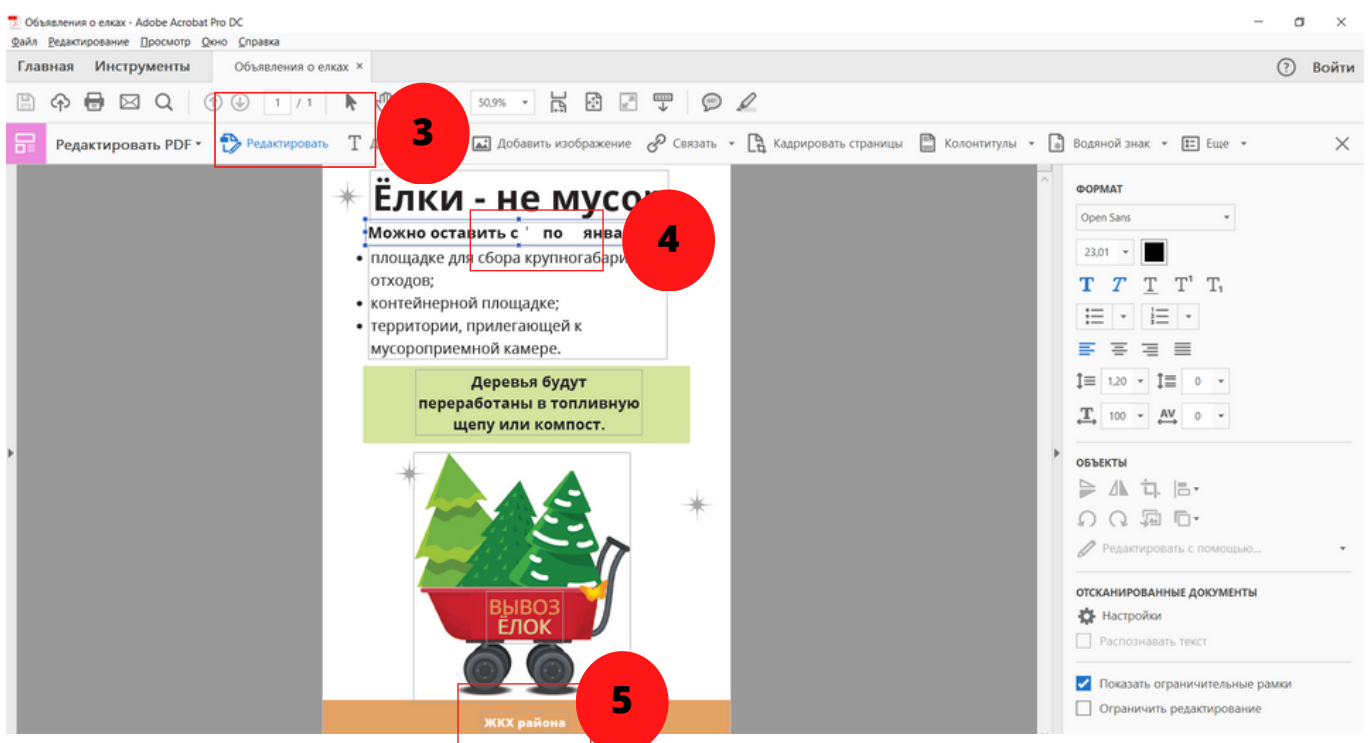 Объявления о елках - Adobe Acrobat Pro DC
Файл Редактирование Просмотр Окно Справка
Главная Инструменты Объявления о елках × Войти
1 / 1 50,9%
3
Редактировать PDF Редактировать Добавить изображение Связать Кадрировать страницы Колонтитулы Водяной знак Еще
Ёлки - не мусор
Можно оставить с ' по янва
4
• площадке для сбора крупногабари
отходов;
• контейнерной площадке;
• территории, прилегающей к
мусороприемной камере.
Деревья будут
переработаны в топливную
щепу или компост.
ВЫВОЗ
ЁЛОК
5
ЖКХ района
ФОРМАТ
Open Sans
23,01
T T T T¹ T₁
1,20 0
T 100 AV 0
ОБЪЕКТЫ
Редактировать с помощью...
ОТСКАНИРОВАННЫЕ ДОКУМЕНТЫ
Настройки
Распознавать текст
Показать ограничительные рамки
Ограничить редактирование